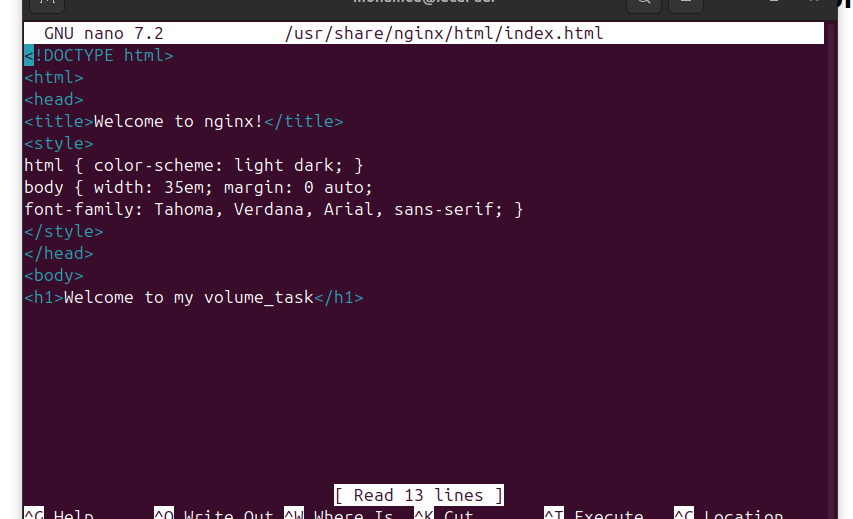 GNU nano 7.2 /usr/share/nginx/html/index.html
<!DOCTYPE html>
<html>
<head>
<title>Welcome to nginx!</title>
<style>
html { color-scheme: light dark; }
body { width: 35em; margin: 0 auto;
font-family: Tahoma, Verdana, Arial, sans-serif; }
</style>
</head>
<body>
<h1>Welcome to my volume_task</h1>
[ Read 13 lines ]
^G Help ^O Write Out ^W Where Is ^K Cut ^T Execute ^C Location